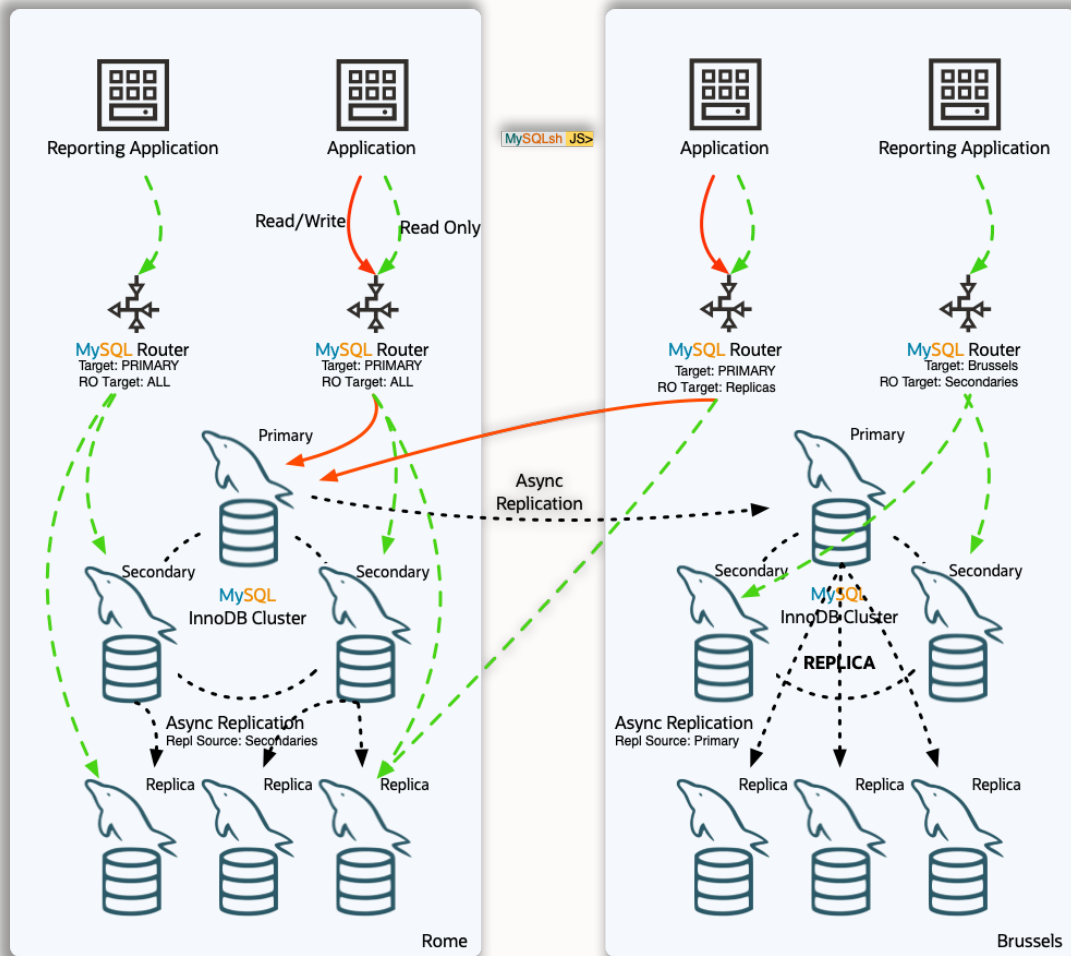 Reporting Application
Application
MySQLsh JS>
Application
Reporting Application
Read/Write
Read Only
MySQL Router
Target: PRIMARY
RO Target: ALL
MySQL Router
Target: PRIMARY
RO Target: ALL
MySQL Router
Target: PRIMARY
RO Target: Replicas
MySQL Router
Target: Brussels
RO Target: Secondaries
Primary
Primary
Async
Replication
Secondary
Secondary
MySQL
InnoDB Cluster
Secondary
Secondary
MySQL
InnoDB Cluster
REPLICA
Async Replication
Repl Source: Secondaries
Async Replication
Repl Source: Primary
Replica
Replica
Replica
Replica
Replica
Replica
Rome
Brussels